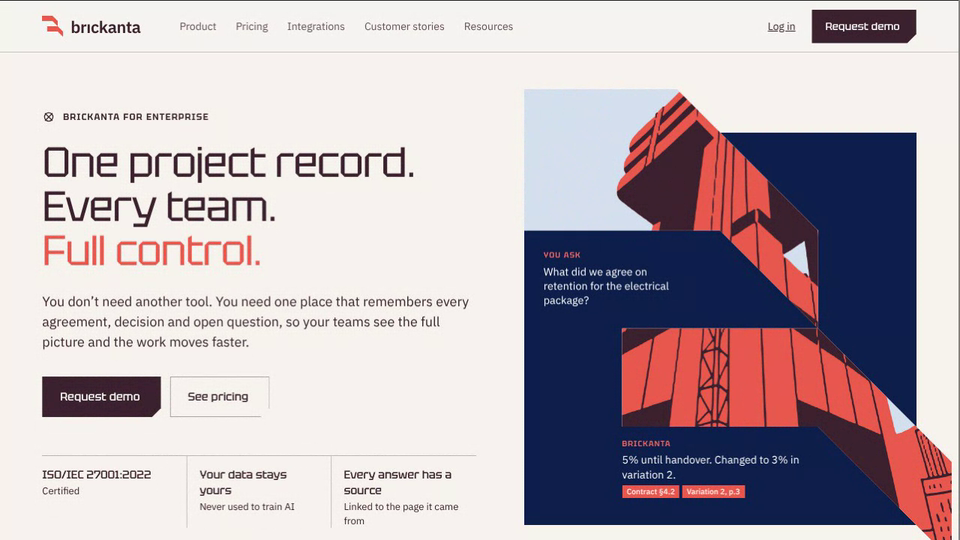 brickanta
Product
Pricing
Integrations
Customer stories
Resources
Log in
Request demo
BRICKANTA FOR ENTERPRISE
One project record.
Every team.
Full control.
You don’t need another tool. You need one place that remembers every
agreement, decision and open question, so your teams see the full
picture and the work moves faster.
Request demo
See pricing
ISO/IEC 27001:2022
Certified
Your data stays
yours
Never used to train AI
Every answer has a
source
Linked to the page it came
from
YOU ASK
What did we agree on
retention for the electrical
package?
BRICKANTA
5% until handover. Changed to 3% in
variation 2.
Contract §4.2
Variation 2, p.3